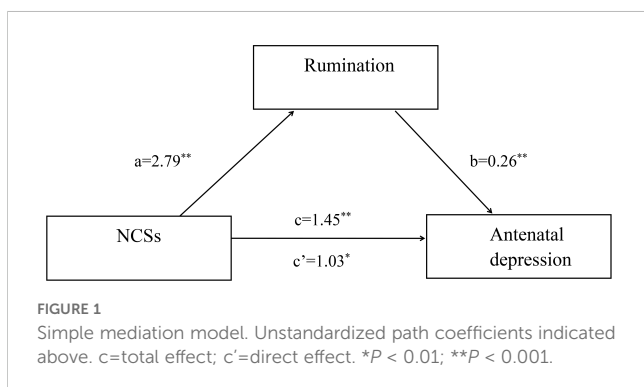 Rumination
a=2.79**
b=0.26**
NCSs
c=1.45**
c'=1.03*
Antenatal
depression
FIGURE 1
Simple mediation model. Unstandardized path coefficients indicated
above. c=total effect; c′=direct effect. *P < 0.01; **P < 0.001.